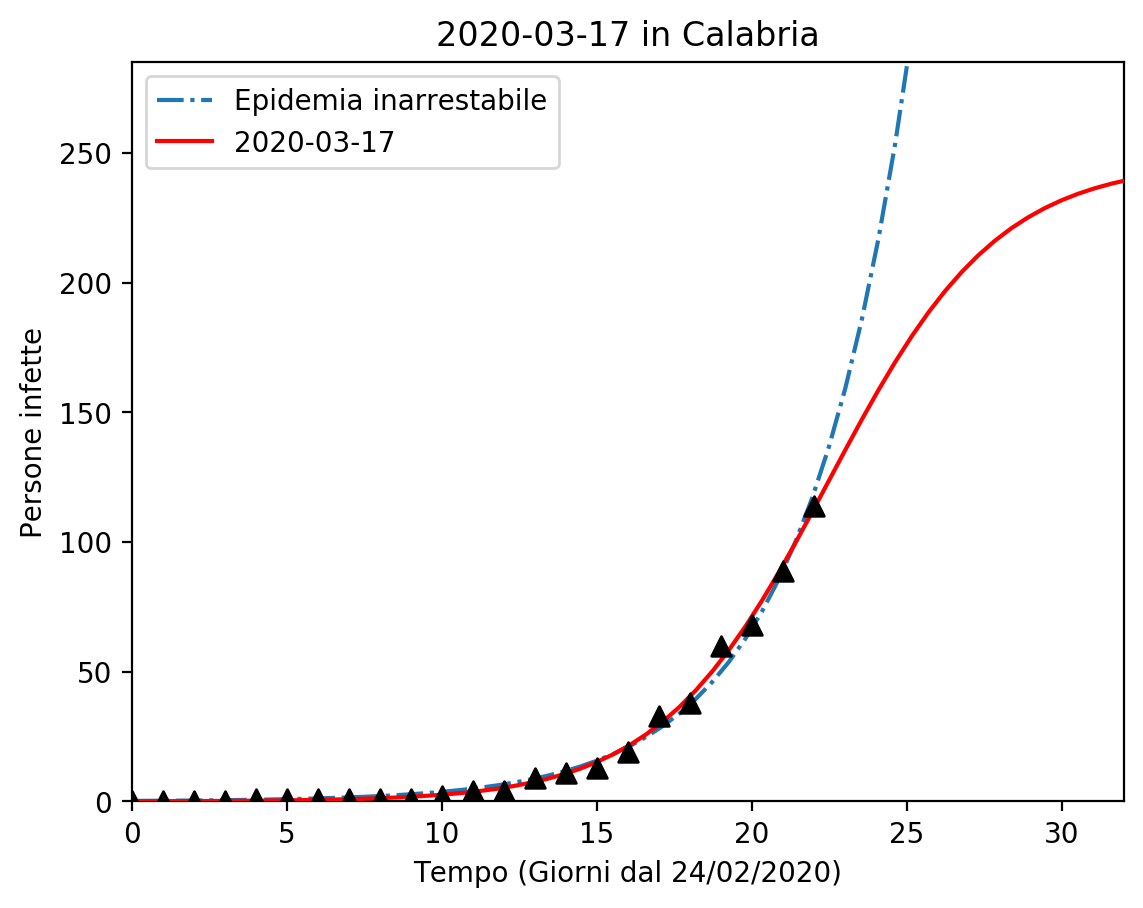 2020-03-17 in Calabria
Epidemia inarrestabile
2020-03-17
Persone infette
250
200
150
100
50
0
0 5 10 15 20 25 30
Tempo (Giorni dal 24/02/2020)